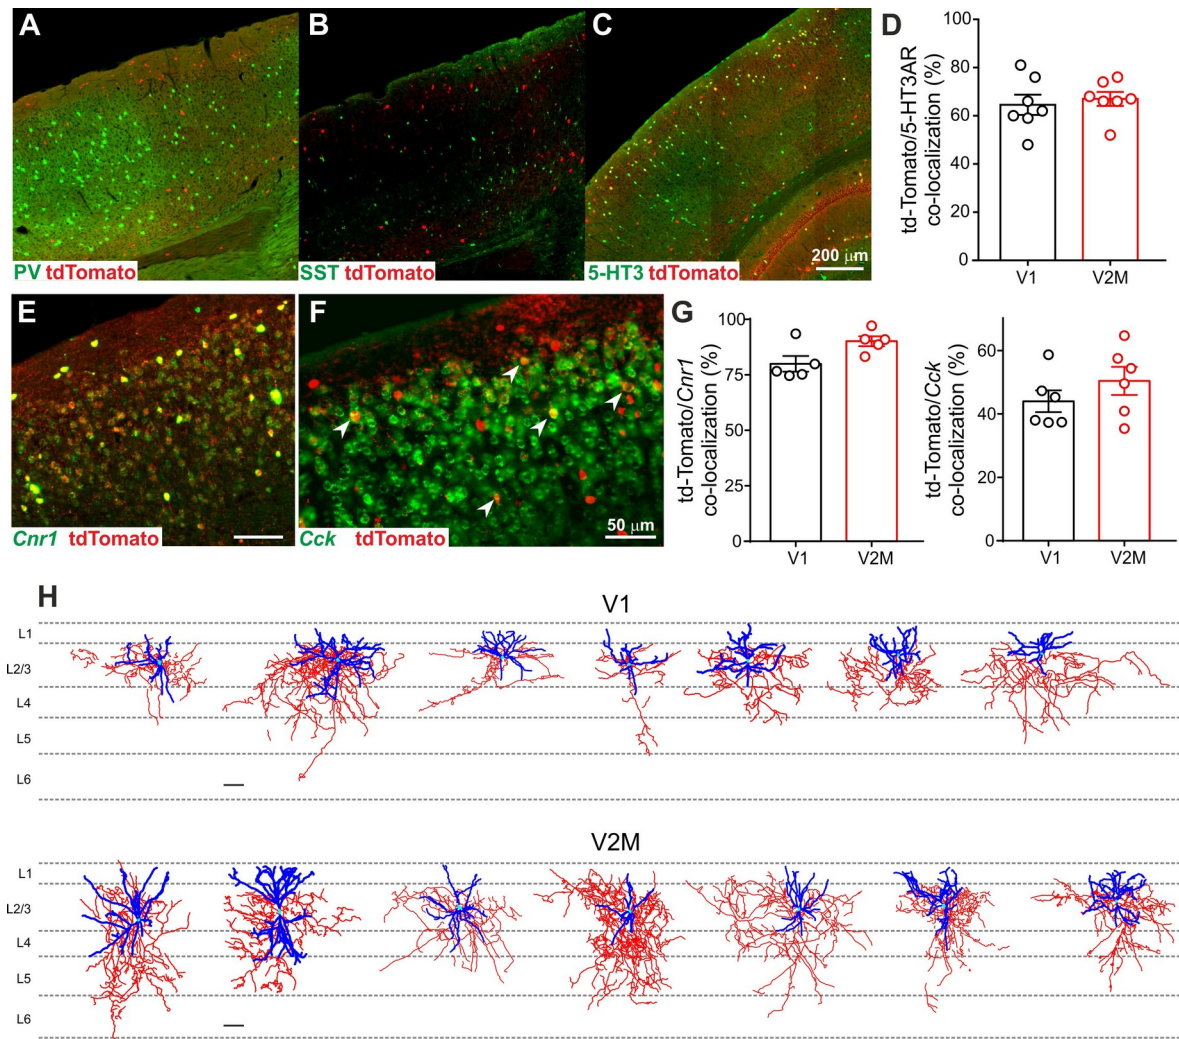 A
PV tdTomato
B
SST tdTomato
C
200 μm
5-HT3 tdTomato
D
td-Tomato/5-HT3AR
co-localization (%)
100
80
60
40
20
0
V1
V2M
E
Cnr1 tdTomato
F
50 μm
Cck tdTomato
G
td-Tomato/Cnr1
co-localization (%)
100
75
50
25
0
V1
V2M
td-Tomato/Cck
co-localization (%)
60
40
20
0
V1
V2M
H
V1
L1
L2/3
L4
L5
L6
V2M
L1
L2/3
L4
L5
L6